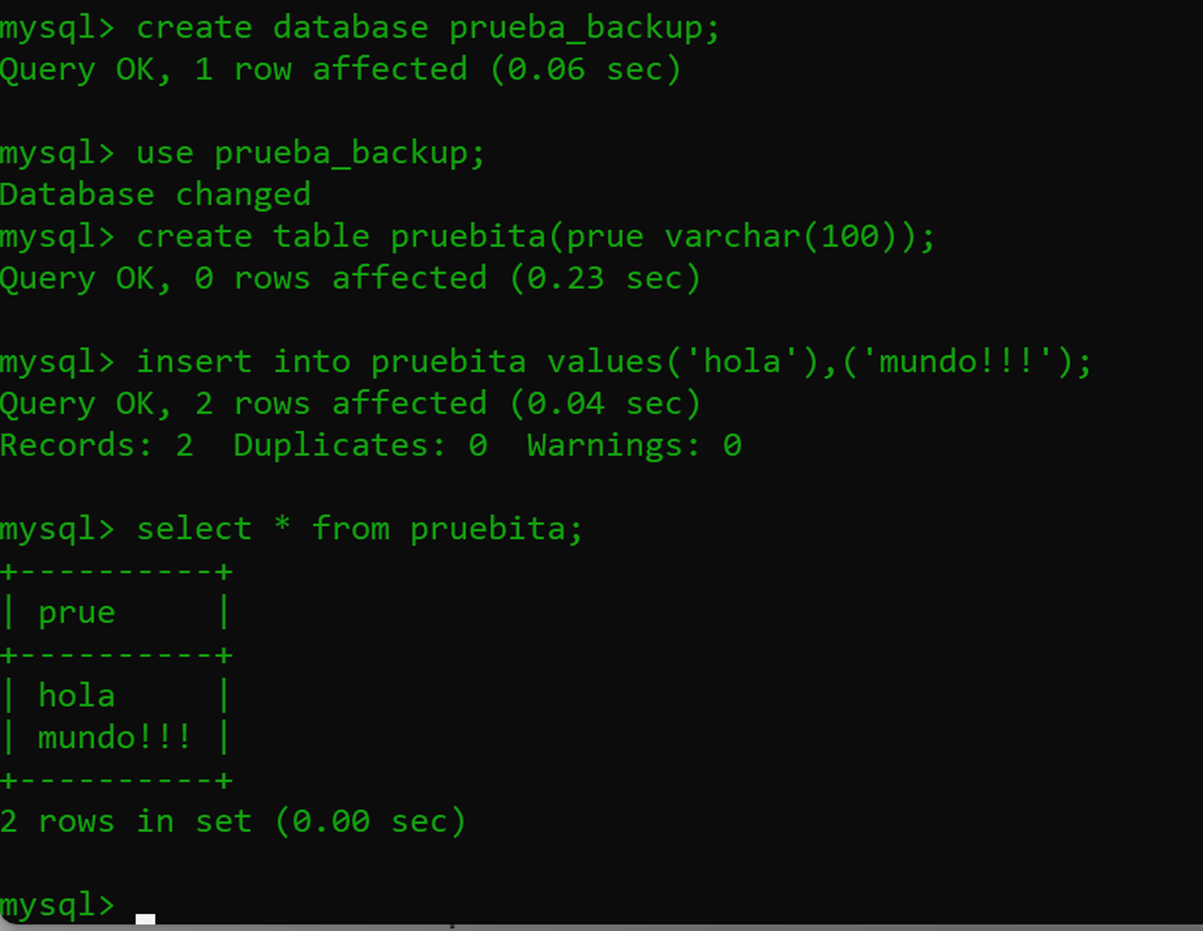 mysql> create database prueba_backup;
Query OK, 1 row affected (0.06 sec)
mysql> use prueba_backup;
Database changed
mysql> create table pruebita(prue varchar(100));
Query OK, 0 rows affected (0.23 sec)
mysql> insert into pruebita values('hola'),('mundo!!!');
Query OK, 2 rows affected (0.04 sec)
Records: 2  Duplicates: 0  Warnings: 0
mysql> select * from pruebita;
+----------+
| prue     |
+----------+
| hola     |
| mundo!!! |
+----------+
2 rows in set (0.00 sec)
mysql>